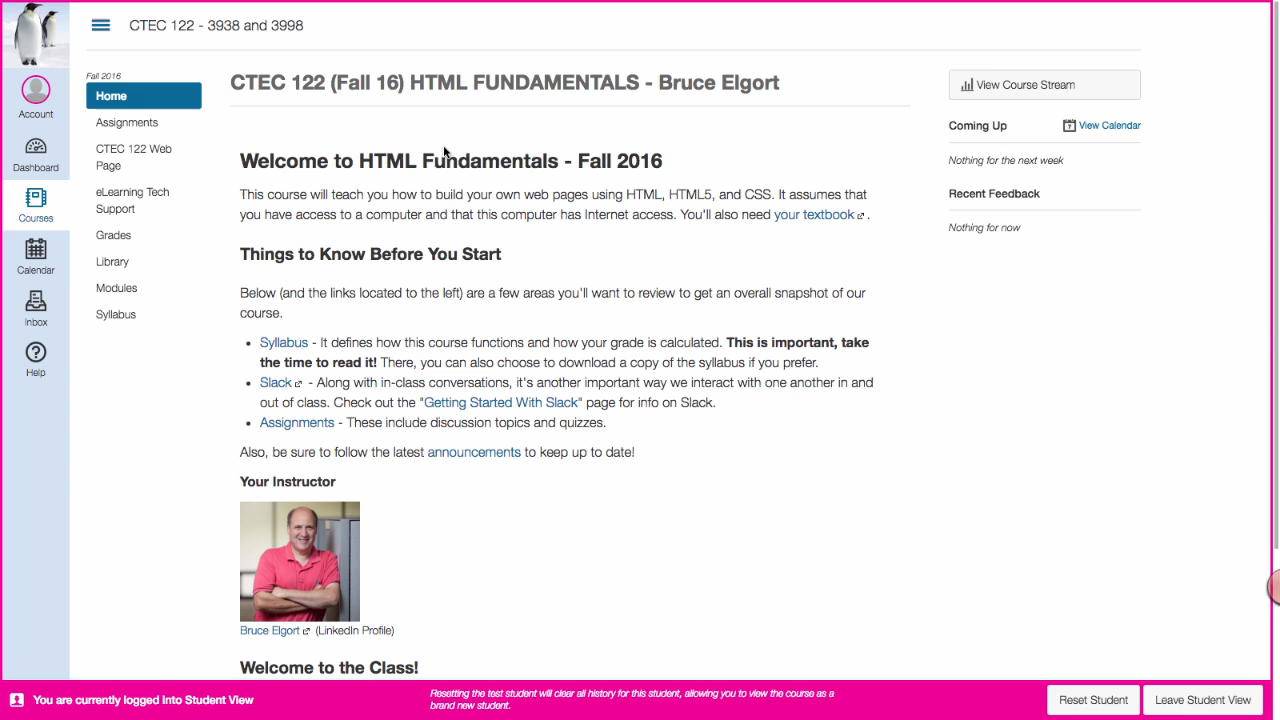 CTEC 122 - 3938 and 3998
Account
Dashboard
Courses
Calendar
Inbox
Help
Fall 2016
Home
Assignments
CTEC 122 Web
Page
eLearning Tech
Support
Grades
Library
Modules
Syllabus
CTEC 122 (Fall 16) HTML FUNDAMENTALS - Bruce Elgort
Welcome to HTML Fundamentals - Fall 2016
This course will teach you how to build your own web pages using HTML, HTML5, and CSS. It assumes that
you have access to a computer and that this computer has Internet access. You'll also need your textbook .
Things to Know Before You Start
Below (and the links located to the left) are a few areas you'll want to review to get an overall snapshot of our
course.
• Syllabus - It defines how this course functions and how your grade is calculated. This is important, take
the time to read it! There, you can also choose to download a copy of the syllabus if you prefer.
• Slack - Along with in-class conversations, it's another important way we interact with one another in and
out of class. Check out the "Getting Started With Slack" page for info on Slack.
• Assignments - These include discussion topics and quizzes.
Also, be sure to follow the latest announcements to keep up to date!
Your Instructor
Bruce Elgort (LinkedIn Profile)
Welcome to the Class!
View Course Stream
Coming Up
7 View Calendar
Nothing for the next week
Recent Feedback
Nothing for now
You are currently logged into Student View
Resetting the test student will clear all history for this student, allowing you to view the course as a
brand new student.
Reset Student
Leave Student View